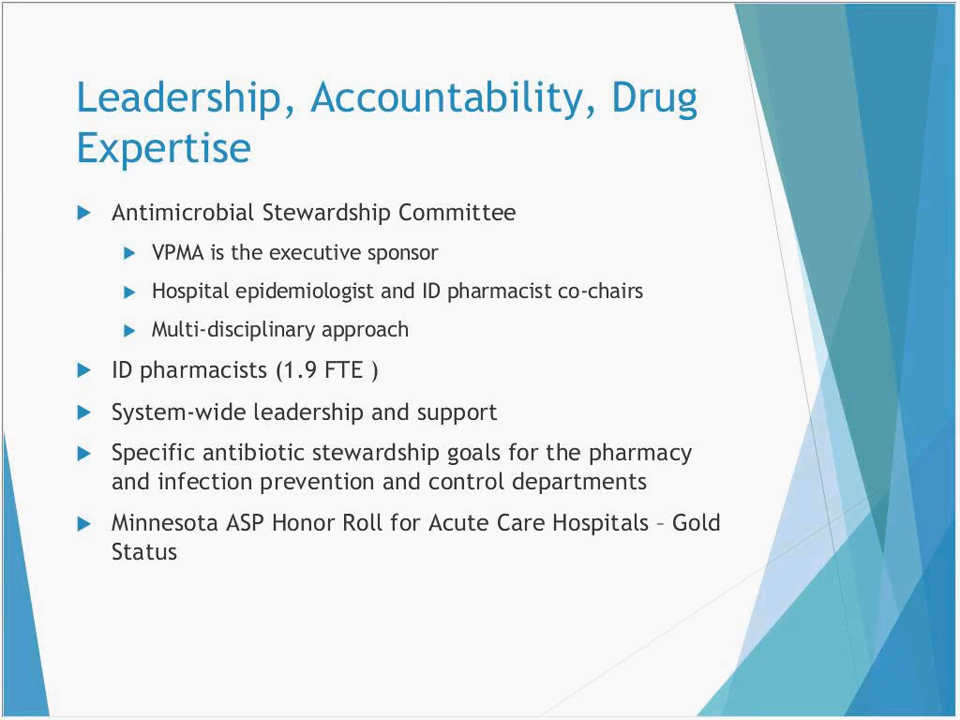 Leadership, Accountability, Drug
Expertise
Antimicrobial Stewardship Committee
VPMA is the executive sponsor
Hospital epidemiologist and ID pharmacist co-chairs
Multi-disciplinary approach
ID pharmacists (1.9 FTE )
System-wide leadership and support
Specific antibiotic stewardship goals for the pharmacy
and infection prevention and control departments
Minnesota ASP Honor Roll for Acute Care Hospitals – Gold
Status